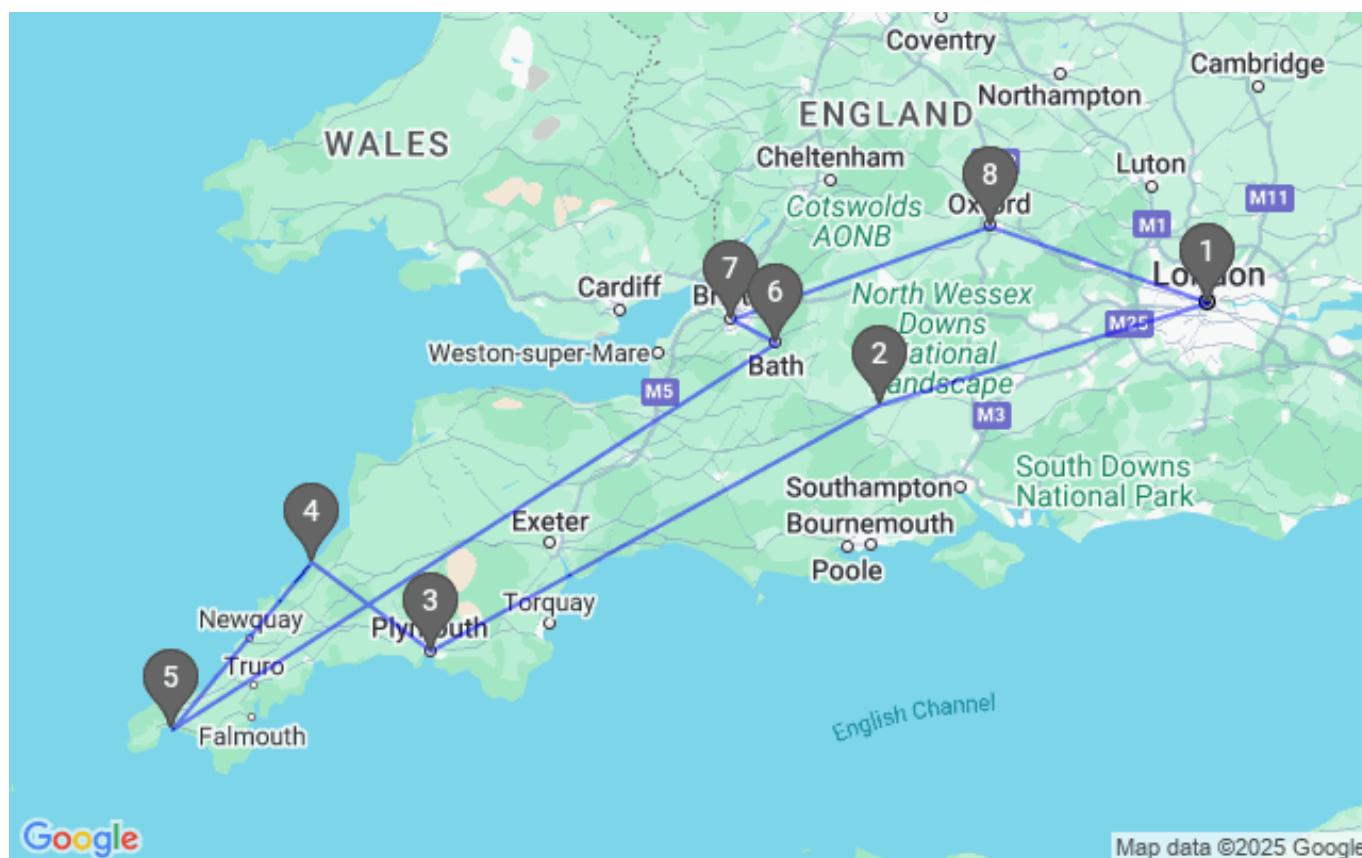 Coventry
Cambridge
Northampton
ENGLAND
WALES
Cheltenham
Luton
8
M11
Cotswolds
AONB
Oxford
M1
1
7
6
London
Cardiff
North Wessex
Downs
National
Landscape
M25
2
Weston-super-Mare
Bath
M5
M3
South Downs
National Park
Southampton
4
Exeter
Bournemouth
Poole
3
Torquay
Newquay
Plymouth
5
Truro
Falmouth
English Channel
Google
Map data ©2025 Google